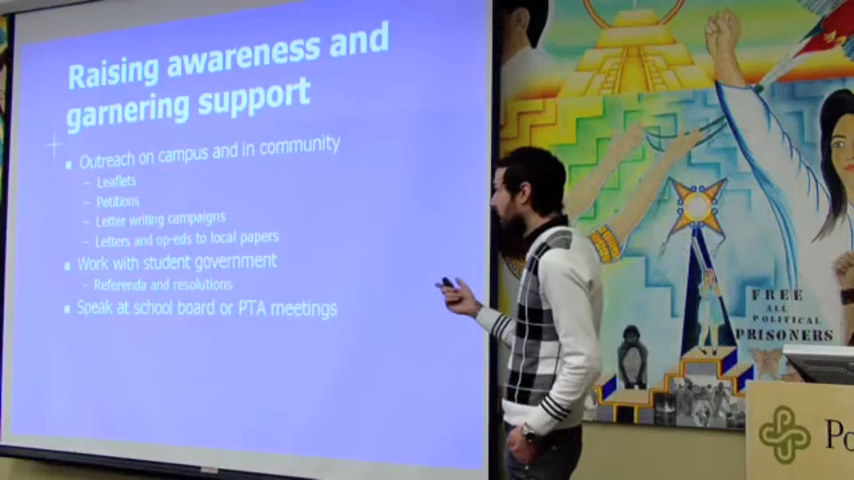 Raising awareness and
garnering support
Outreach on campus and in community
– Leaflets
– Petitions
– Letter writing campaigns
– Letters and op-eds to local papers
Work with student government
– Referenda and resolutions
Speak at school board or PTA meetings
FREE
ALL
POLITICAL
PRISONERS